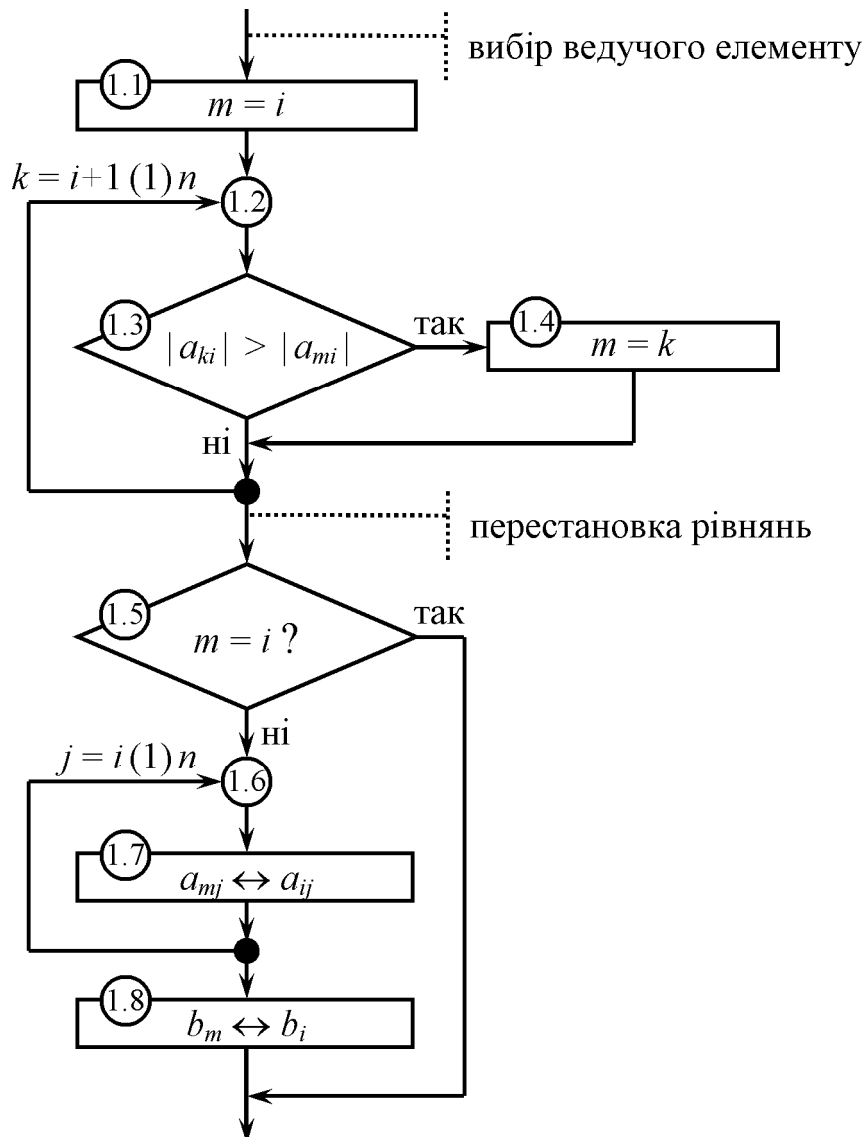 вибір ведучого елементу
1.1
m = i
k = i+1 (1) n
1.2
1.3
|a_ki| > |a_mi|
так
1.4
m = k
ні
перестановка рівнянь
1.5
m = i ?
так
ні
j = i (1) n
1.6
1.7
a_mj ↔ a_ij
1.8
b_m ↔ b_i